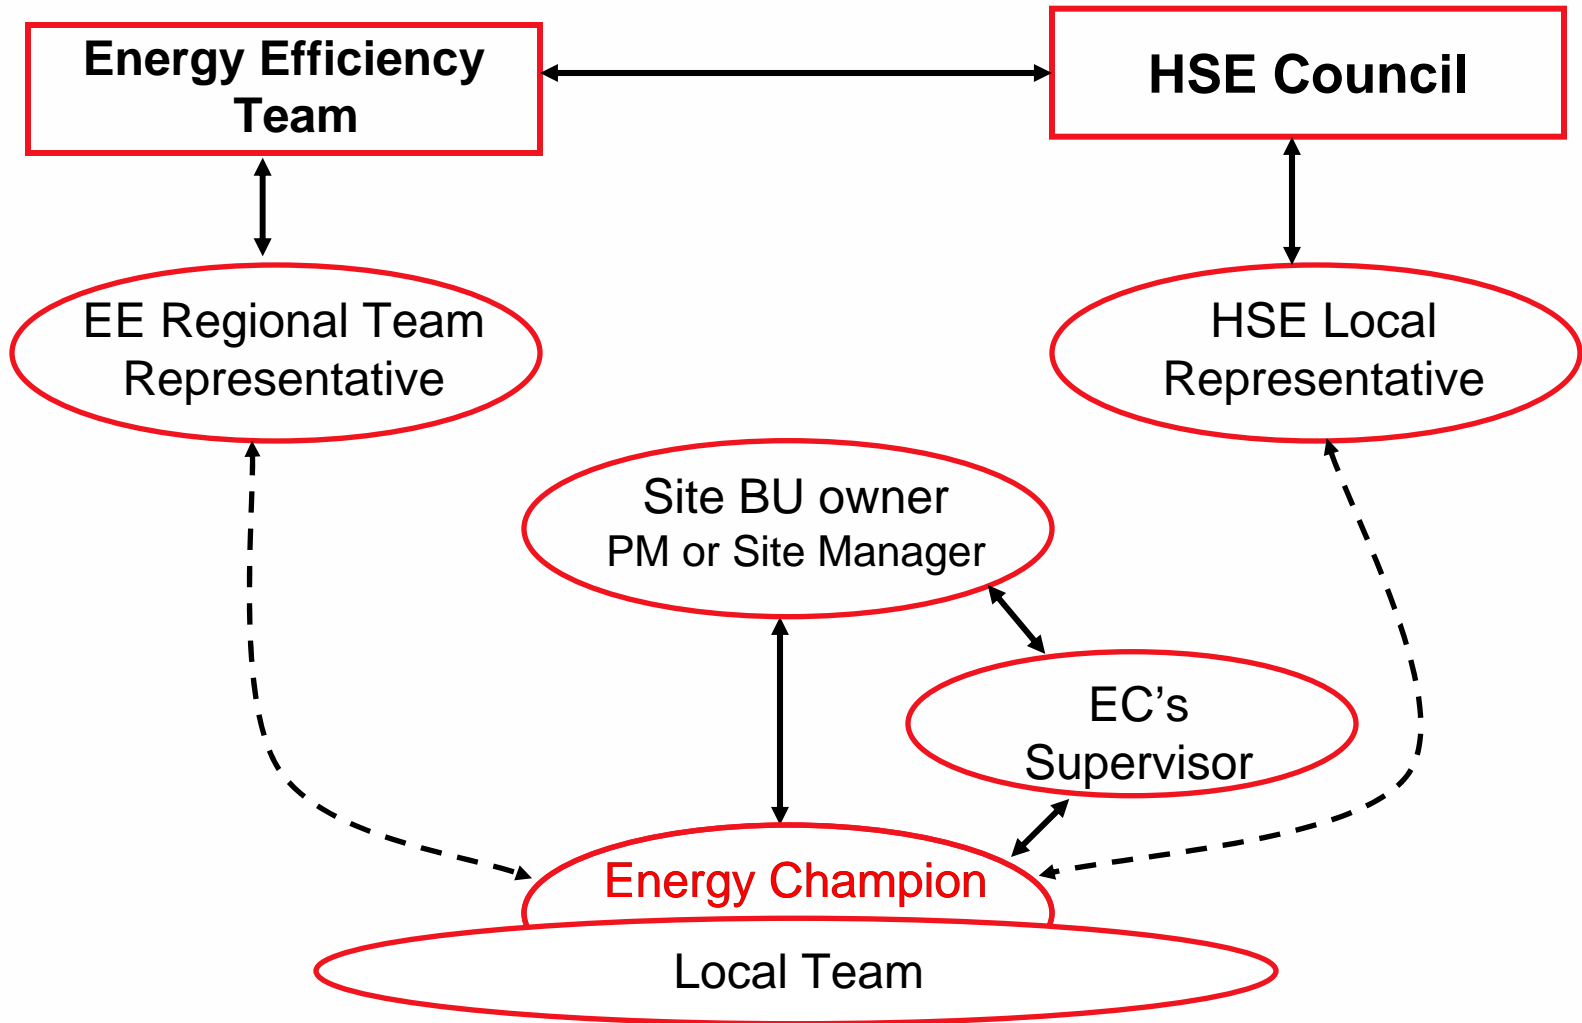 Energy Efficiency
Team
HSE Council
EE Regional Team
Representative
HSE Local
Representative
Site BU owner
PM or Site Manager
EC’s
Supervisor
Energy Champion
Local Team